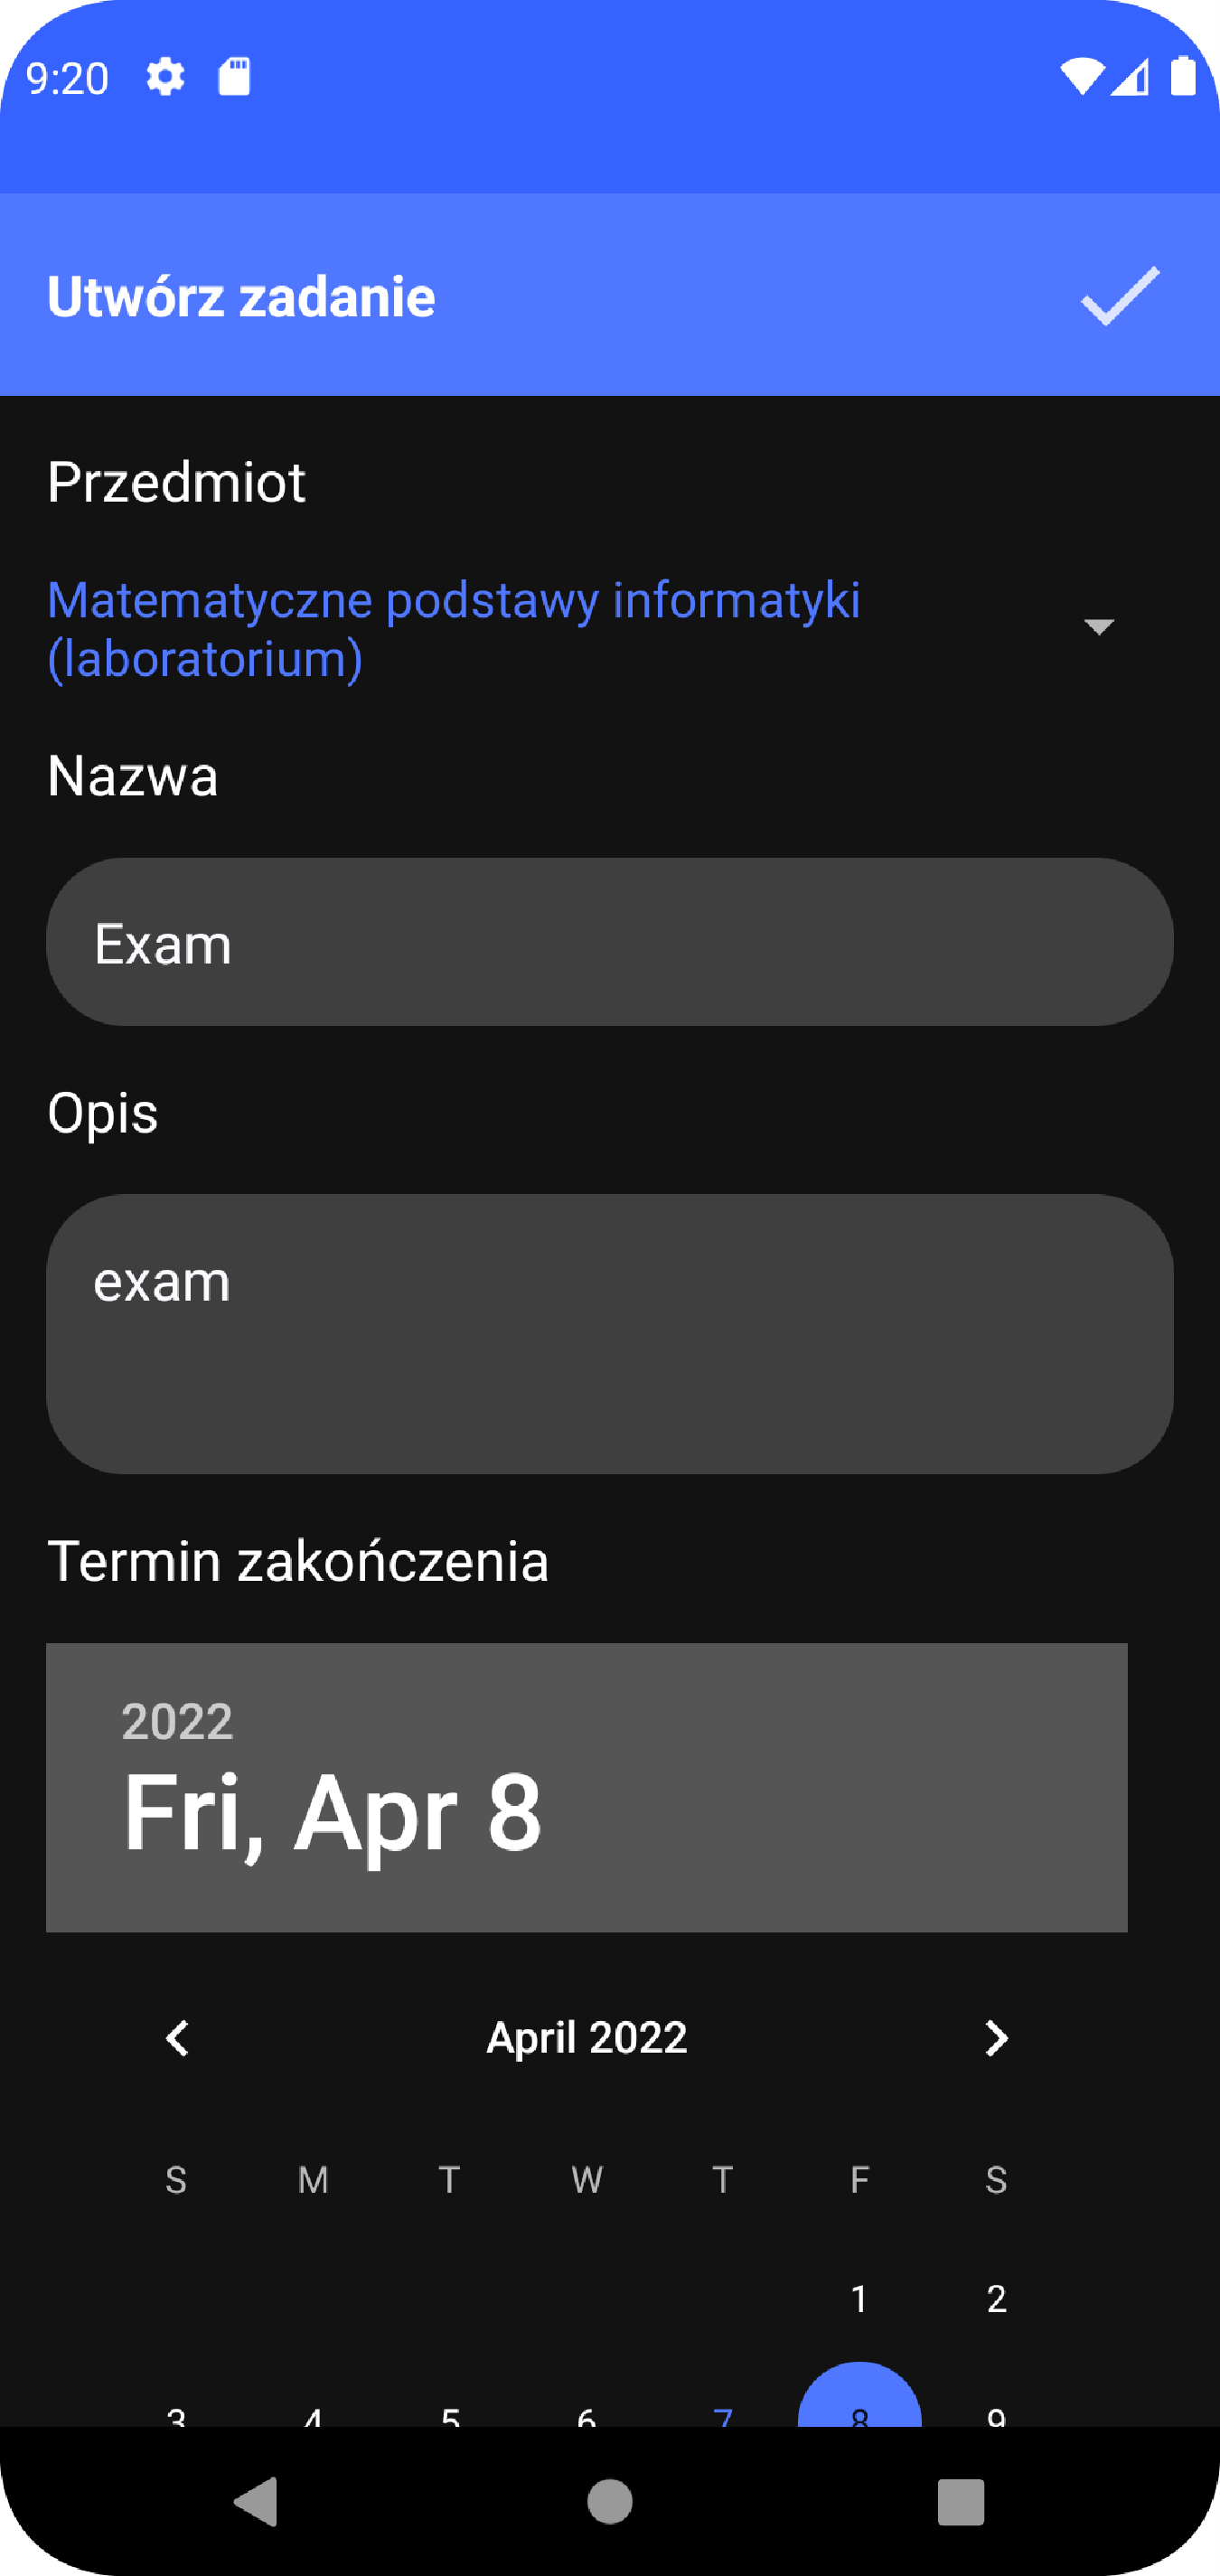 9:20
Utwórz zadanie
Przedmiot
Matematyczne podstawy informatyki
(laboratorium)
Nazwa
Exam
Opis
exam
Termin zakończenia
2022
Fri, Apr 8
April 2022
S M T W T F S
1 2
3 4 5 6 7 8 9